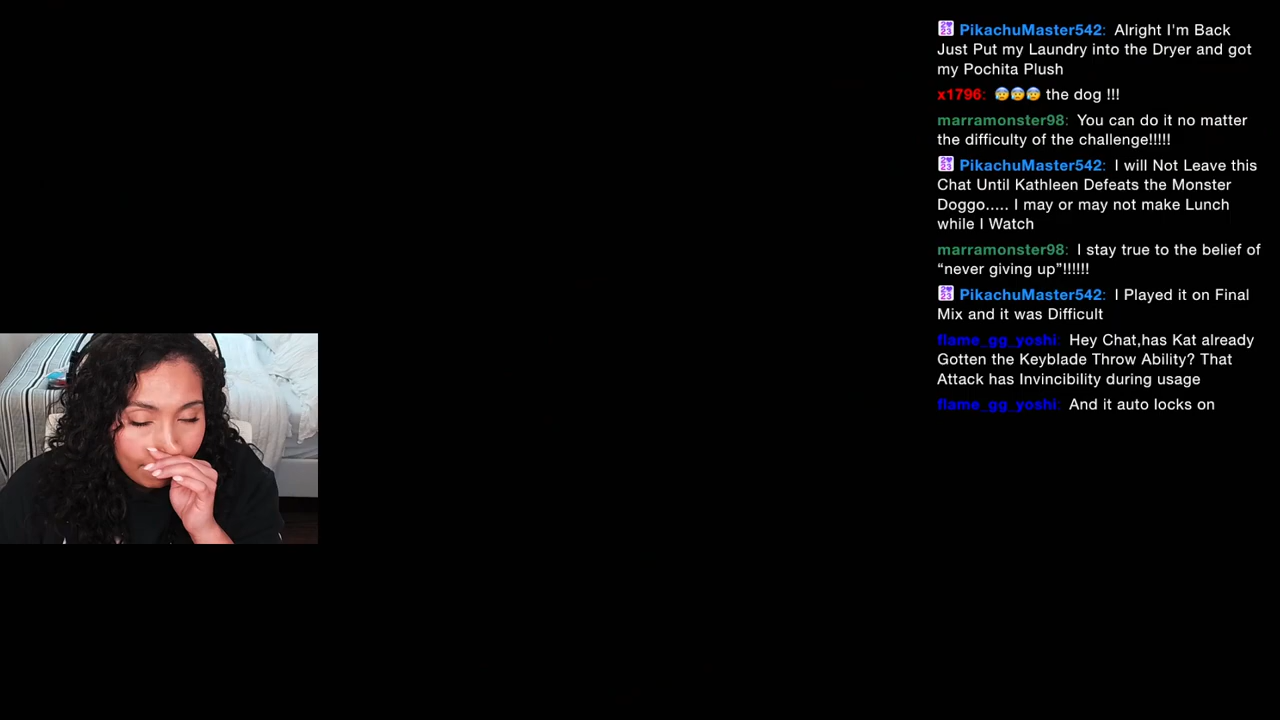 PikachuMaster542: Alright I'm Back
Just Put my Laundry into the Dryer and got
my Pochita Plush
x1796: 😰😰😰 the dog !!!
marramonster98: You can do it no matter
the difficulty of the challenge!!!!!
PikachuMaster542: I will Not Leave this
Chat Until Kathleen Defeats the Monster
Doggo..... I may or may not make Lunch
while I Watch
marramonster98: I stay true to the belief of
“never giving up”!!!!!!
PikachuMaster542: I Played it on Final
Mix and it was Difficult
flame_gg_yoshi: Hey Chat,has Kat already
Gotten the Keyblade Throw Ability? That
Attack has Invincibility during usage
flame_gg_yoshi: And it auto locks on